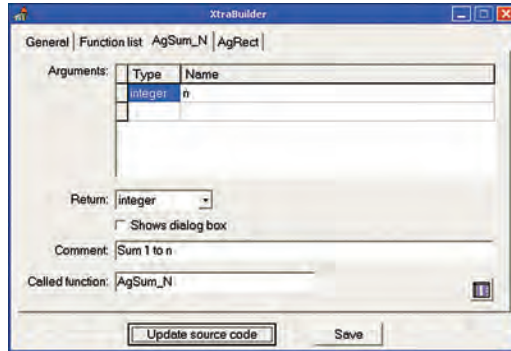 XtraBuilder
General Function list AgSum_N AgRect
Arguments: Type Name
integer n
Return: integer
Shows dialog box
Comment: Sum 1 to n
Called function: AgSum_N
Update source code Save